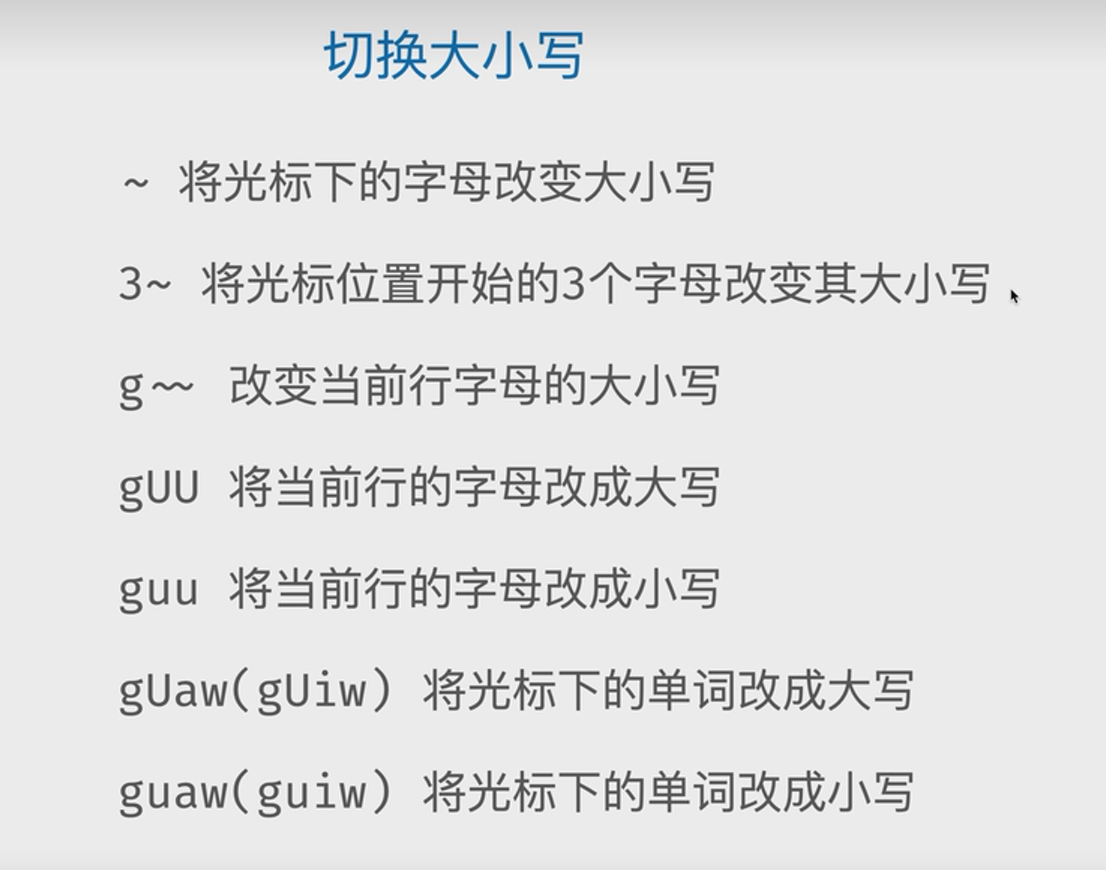 切换大小写
~ 将光标下的字母改变大小写
3~ 将光标位置开始的3个字母改变其大小写
g~~ 改变当前行字母的大小写
gUU 将当前行的字母改成大写
guu 将当前行的字母改成小写
gUaw(gUiw) 将光标下的单词改成大写
guaw(guiw) 将光标下的单词改成小写